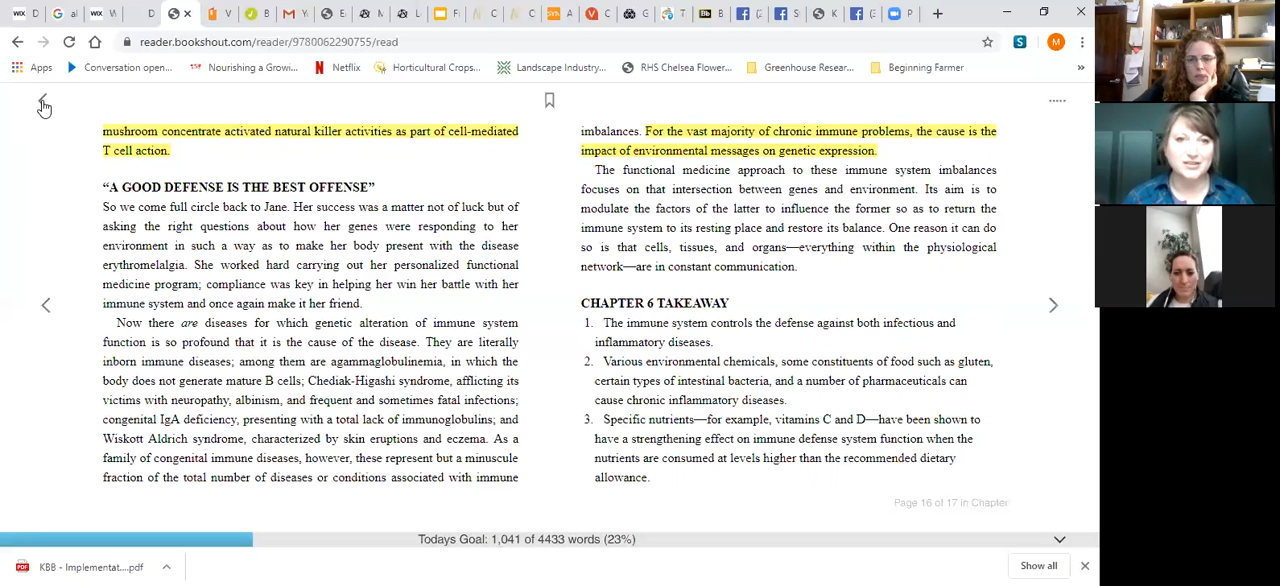 WX
D
G
al
WX
W
D
S
V
B
M
Y
E
M
L
F
C
C
SYN
A
V
C
G
T
Bb
B
(2
S
K
(8
P
reader.bookshout.com/reader/9780062290755/read
S
M
Apps
Conversation open...
Nourishing a Growi...
Netflix
Horticultural Crops...
Landscape Industry...
RHS Chelsea Flower...
Greenhouse Resear...
Beginning Farmer
»
mushroom concentrate activated natural killer activities as part of cell-mediated
T cell action.
“A GOOD DEFENSE IS THE BEST OFFENSE”
So we come full circle back to Jane. Her success was a matter not of luck but of
asking the right questions about how her genes were responding to her
environment in such a way as to make her body present with the disease
erythromelalgia. She worked hard carrying out her personalized functional
medicine program; compliance was key in helping her win her battle with her
immune system and once again make it her friend.
Now there are diseases for which genetic alteration of immune system
function is so profound that it is the cause of the disease. They are literally
inborn immune diseases; among them are agammaglobulinemia, in which the
body does not generate mature B cells; Chediak-Higashi syndrome, afflicting its
victims with neuropathy, albinism, and frequent and sometimes fatal infections;
congenital IgA deficiency, presenting with a total lack of immunoglobulins; and
Wiskott Aldrich syndrome, characterized by skin eruptions and eczema. As a
family of congenital immune diseases, however, these represent but a minuscule
fraction of the total number of diseases or conditions associated with immune
imbalances. For the vast majority of chronic immune problems, the cause is the
impact of environmental messages on genetic expression.
The functional medicine approach to these immune system imbalances
focuses on that intersection between genes and environment. Its aim is to
modulate the factors of the latter to influence the former so as to return the
immune system to its resting place and restore its balance. One reason it can do
so is that cells, tissues, and organs—everything within the physiological
network—are in constant communication.
CHAPTER 6 TAKEAWAY
1. The immune system controls the defense against both infectious and
inflammatory diseases.
2. Various environmental chemicals, some constituents of food such as gluten,
certain types of intestinal bacteria, and a number of pharmaceuticals can
cause chronic inflammatory diseases.
3. Specific nutrients—for example, vitamins C and D—have been shown to
have a strengthening effect on immune defense system function when the
nutrients are consumed at levels higher than the recommended dietary
allowance.
Page 16 of 17 in Chapter
Todays Goal: 1,041 of 4433 words (23%)
PDF
KBB - Implementat....pdf
Show all